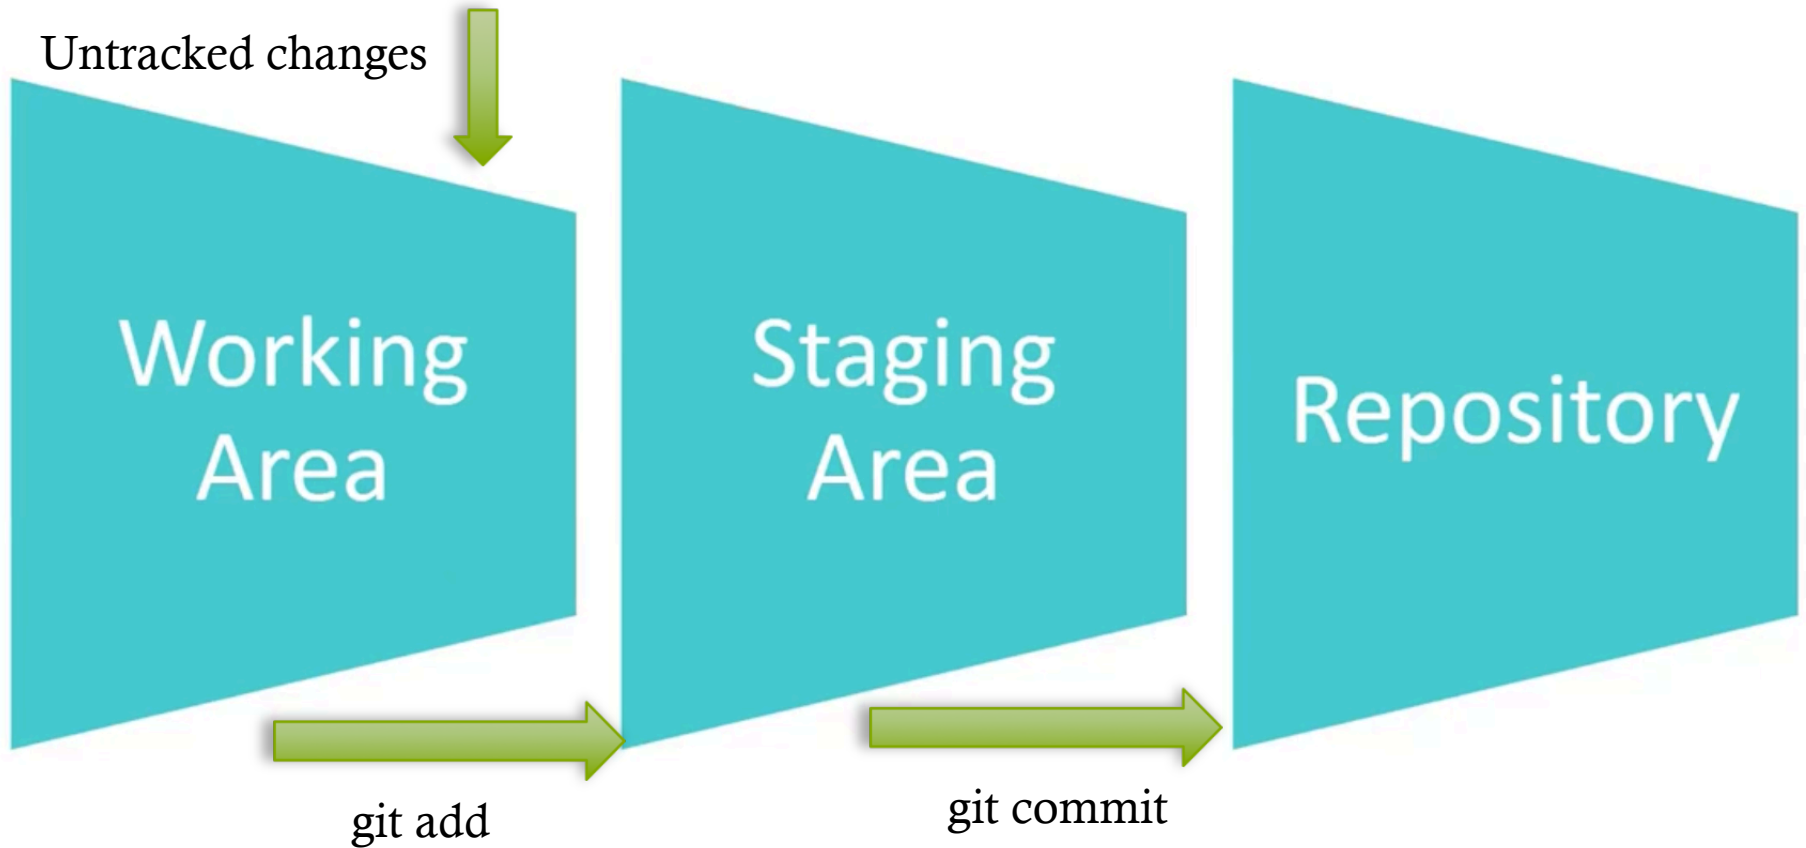 Untracked changes
Working
Area
Staging
Area
Repository
git add
git commit